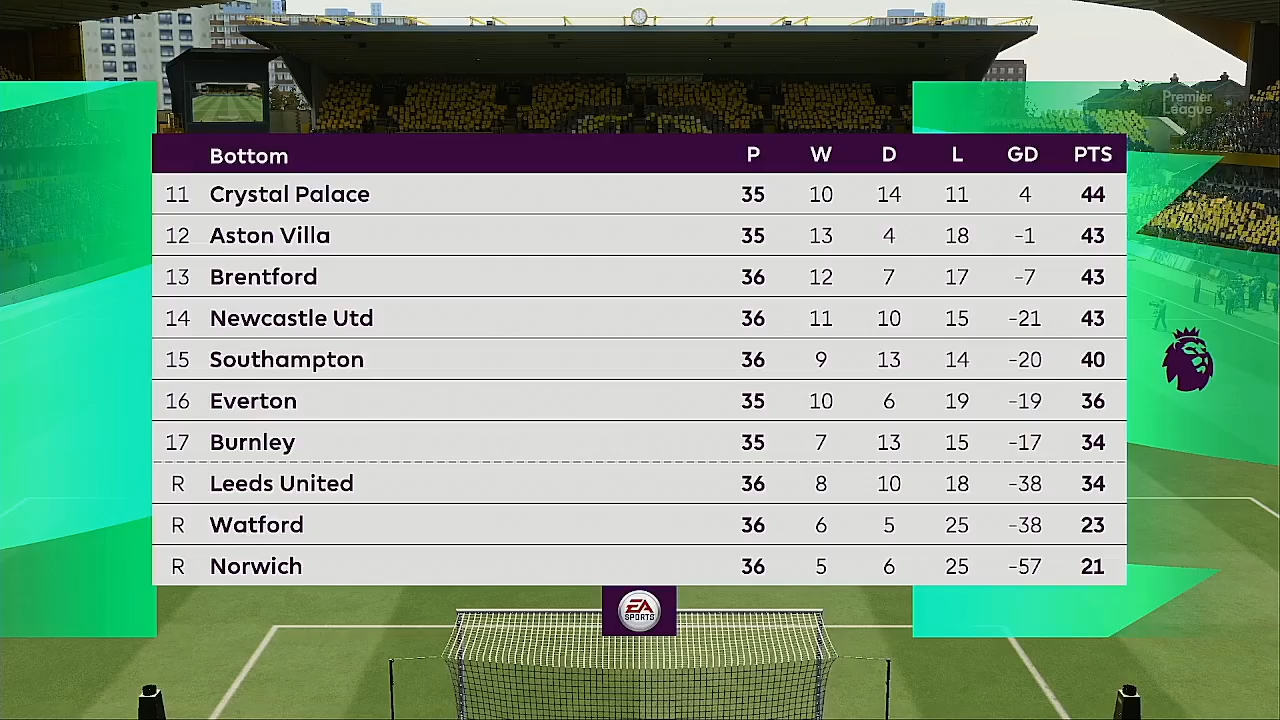 Premier
League
Bottom P W D L GD PTS
11 Crystal Palace 35 10 14 11 4 44
12 Aston Villa 35 13 4 18 -1 43
13 Brentford 36 12 7 17 -7 43
14 Newcastle Utd 36 11 10 15 -21 43
15 Southampton 36 9 13 14 -20 40
16 Everton 35 10 6 19 -19 36
17 Burnley 35 7 13 15 -17 34
R Leeds United 36 8 10 18 -38 34
R Watford 36 6 5 25 -38 23
R Norwich 36 5 6 25 -57 21
EA
SPORTS